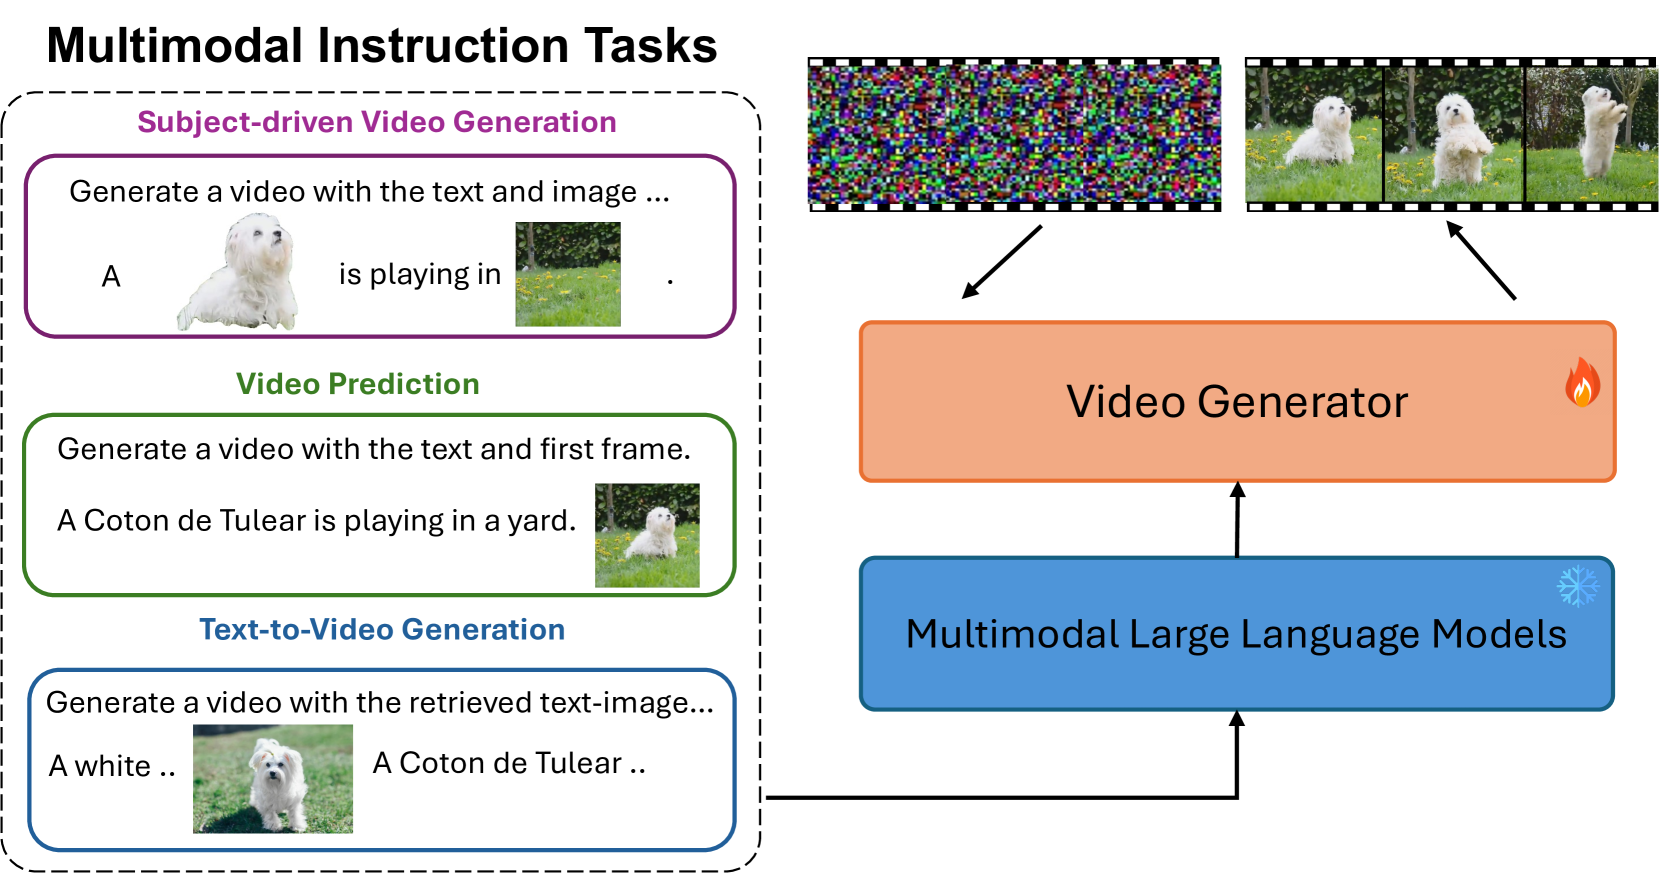 Multimodal Instruction Tasks
Subject-driven Video Generation
Generate a video with the text and image ...
A is playing in .
Video Prediction
Generate a video with the text and first frame.
A Coton de Tulear is playing in a yard.
Text-to-Video Generation
Generate a video with the retrieved text-image...
A white .. A Coton de Tulear ..
Video Generator
Multimodal Large Language Models